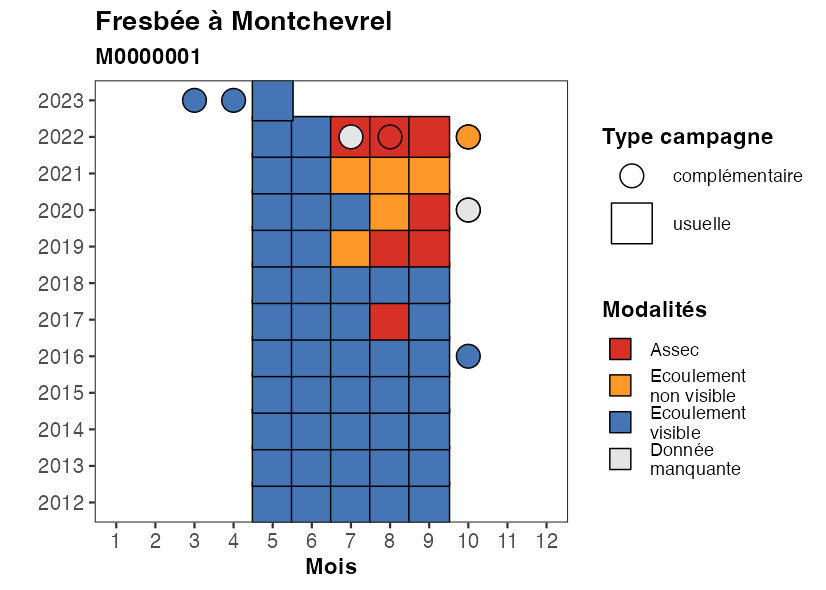 Fresbée à Montchevrel
M0000001
2023
2022
2021
2020
2019
2018
2017
2016
2015
2014
2013
2012
1 2 3 4 5 6 7 8 9 10 11 12
Mois
Type campagne
complémentaire
usuelle
Modalités
Assec
Ecoulement
non visible
Ecoulement
visible
Donnée
manquante